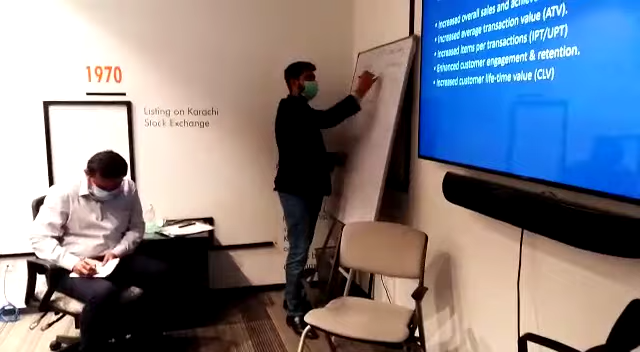 1970
Listing on Karachi
Stock Exchange
• Increased overall sales and
• Increased average transaction value (ATV).
• Increased items per transactions (IPT/UPT)
• Enhanced customer engagement & retention.
• Increased customer life-time value (CLV)